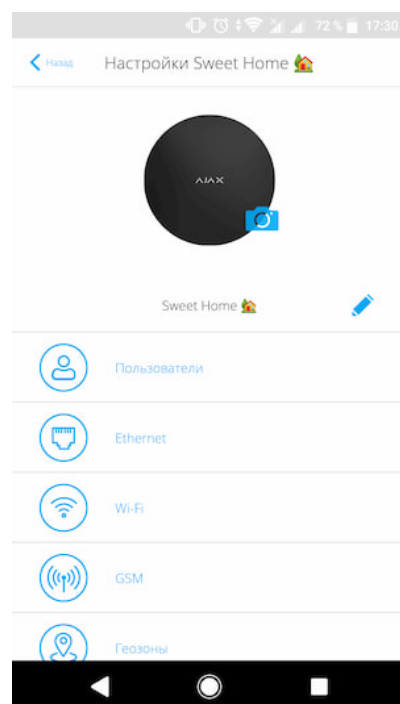 72 % 17:30
Назад Настройки Sweet Home 🏡
AJAX
Sweet Home 🏡
Пользователи
Ethernet
Wi-Fi
GSM
Геозоны